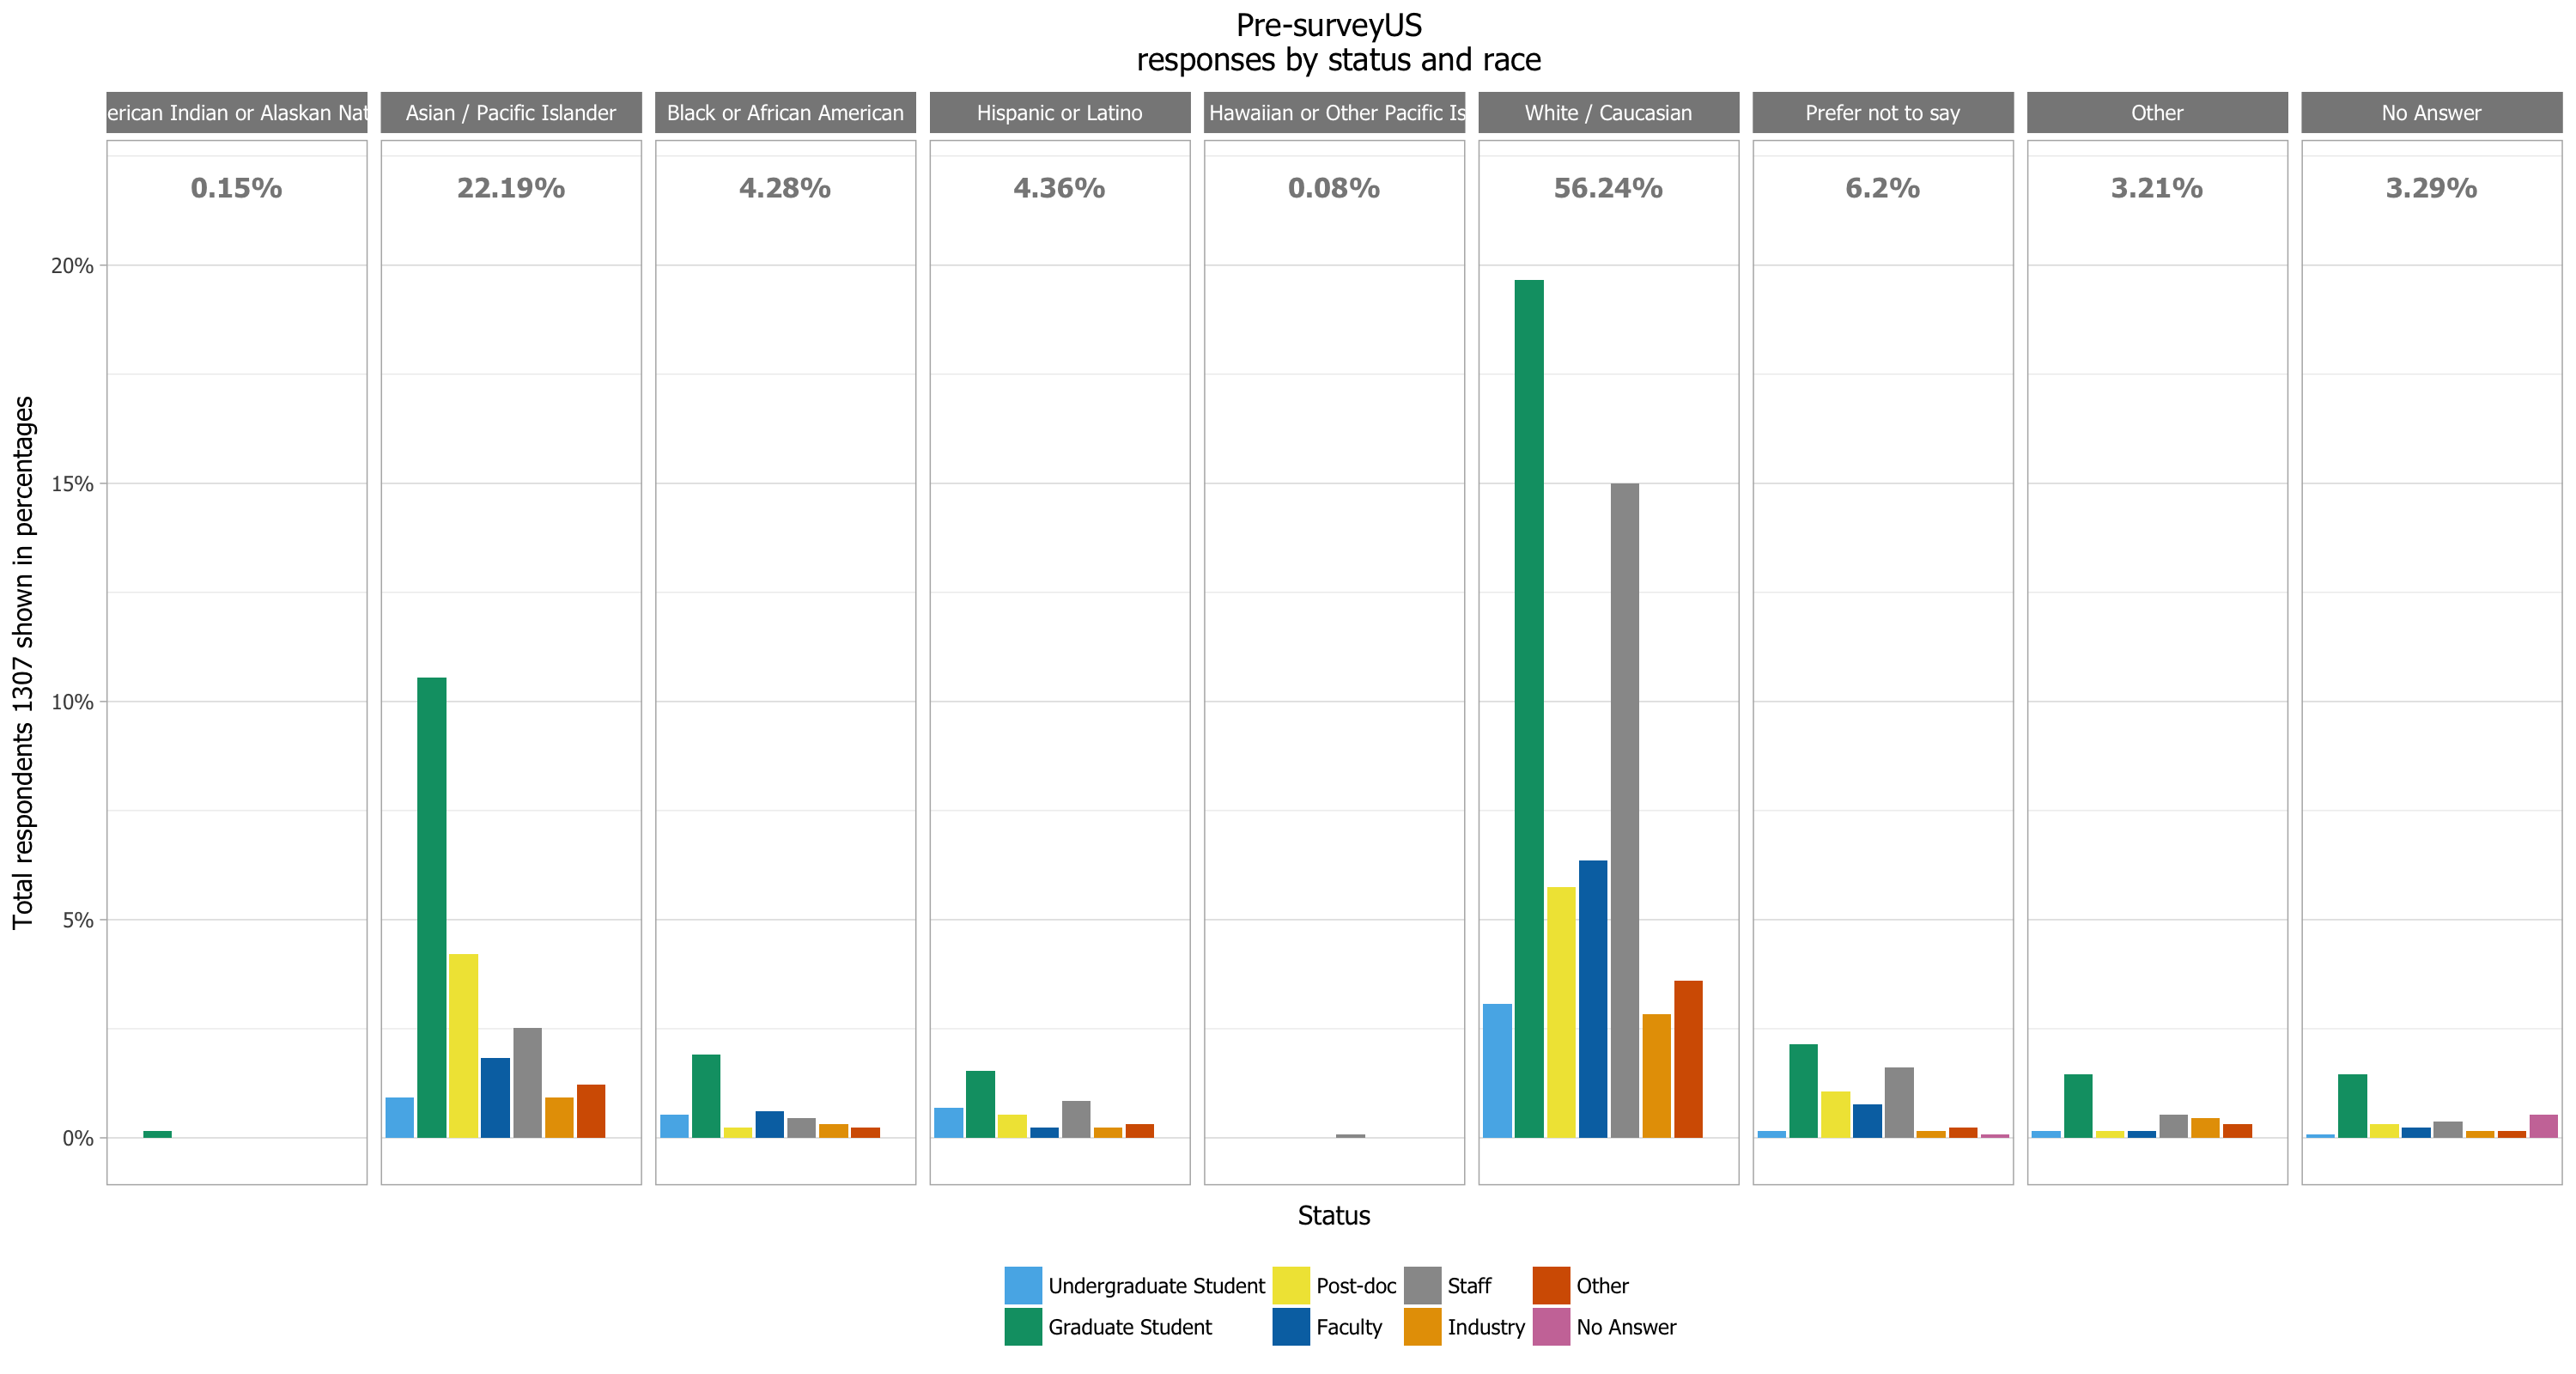 Pre-surveyUS
responses by status and race
erican Indian or Alaskan Nat
Asian / Pacific Islander
Black or African American
Hispanic or Latino
Hawaiian or Other Pacific Is
White / Caucasian
Prefer not to say
Other
No Answer
0.15%
22.19%
4.28%
4.36%
0.08%
56.24%
6.2%
3.21%
3.29%
20%
15%
10%
5%
0%
Total respondents 1307 shown in percentages
Status
Undergraduate Student
Post-doc
Staff
Other
Graduate Student
Faculty
Industry
No Answer